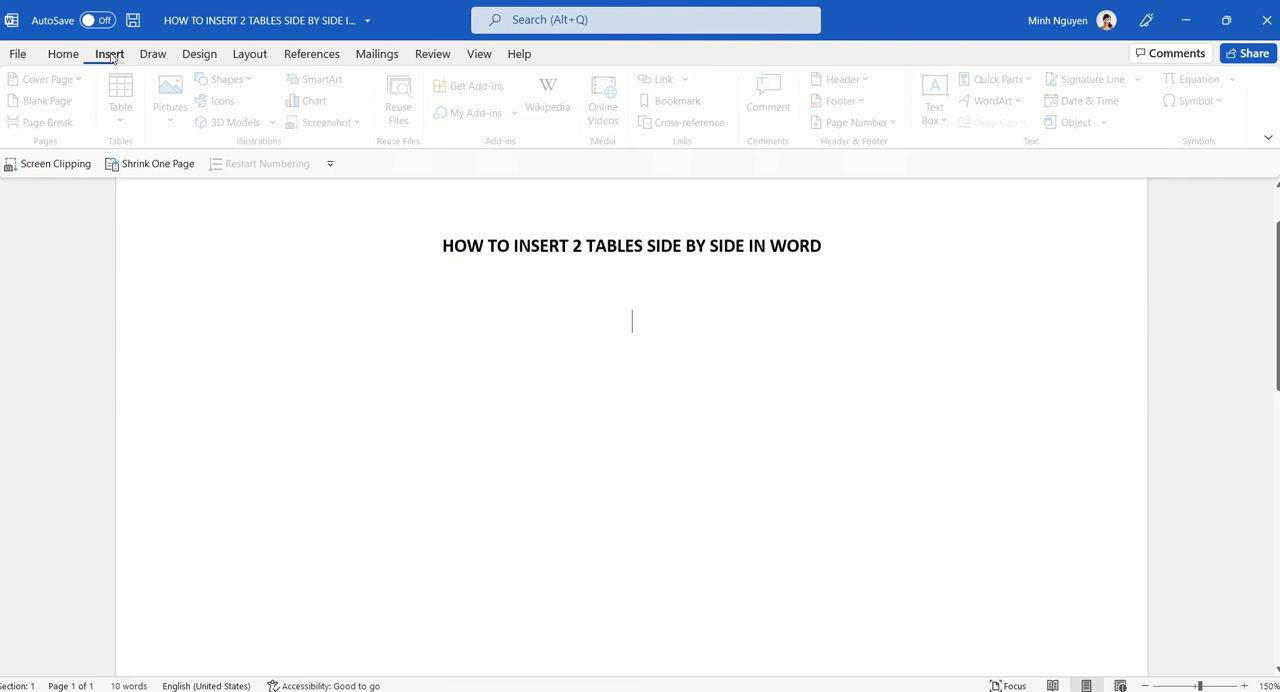 AutoSave Off HOW TO INSERT 2 TABLES SIDE BY SIDE I... Search (Alt+Q) Minh Nguyen
File Home Insert Draw Design Layout References Mailings Review View Help Comments Share
Cover Page
Blank Page
Page Break
Pages
Table
Tables
Pictures
Shapes
Icons
3D Models
SmartArt
Chart
Screenshot
Illustrations
Reuse
Files
Reuse Files
Get Add-ins
My Add-ins
W
Wikipedia
Add-ins
Online
Videos
Media
Link
Bookmark
Cross-reference
Links
Comment
Comments
Header
Footer
Page Number
Header & Footer
A
Text
Box
Quick Parts
WordArt
Drop Cap
Signature Line
Date & Time
Object
Text
Equation
Symbol
Symbols
Screen Clipping Shrink One Page Restart Numbering
HOW TO INSERT 2 TABLES SIDE BY SIDE IN WORD
Section: 1 Page 1 of 1 10 words English (United States) Accessibility: Good to go Focus 150%